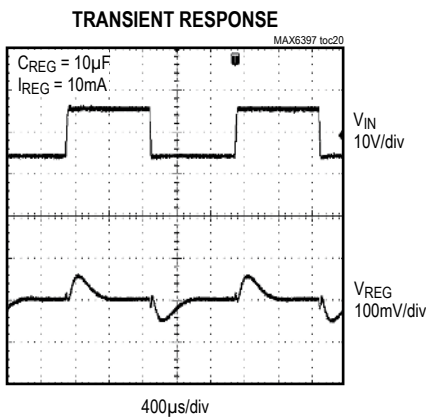 TRANSIENT RESPONSE
MAX6397 toc20
CREG = 10µF
IREG = 10mA
VIN
10V/div
VREG
100mV/div
400µs/div